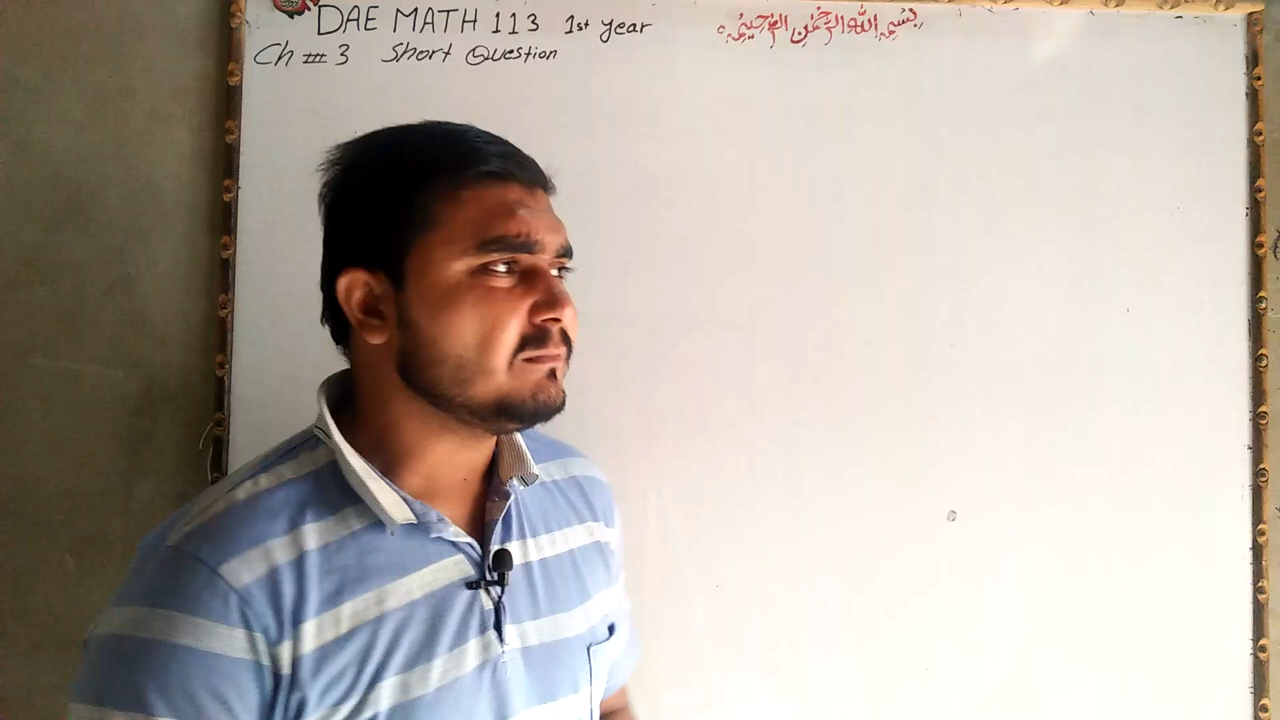 DAE MATH 113 1st year
بسم الله الرحمن الرحيم
Ch # 3 Short Question